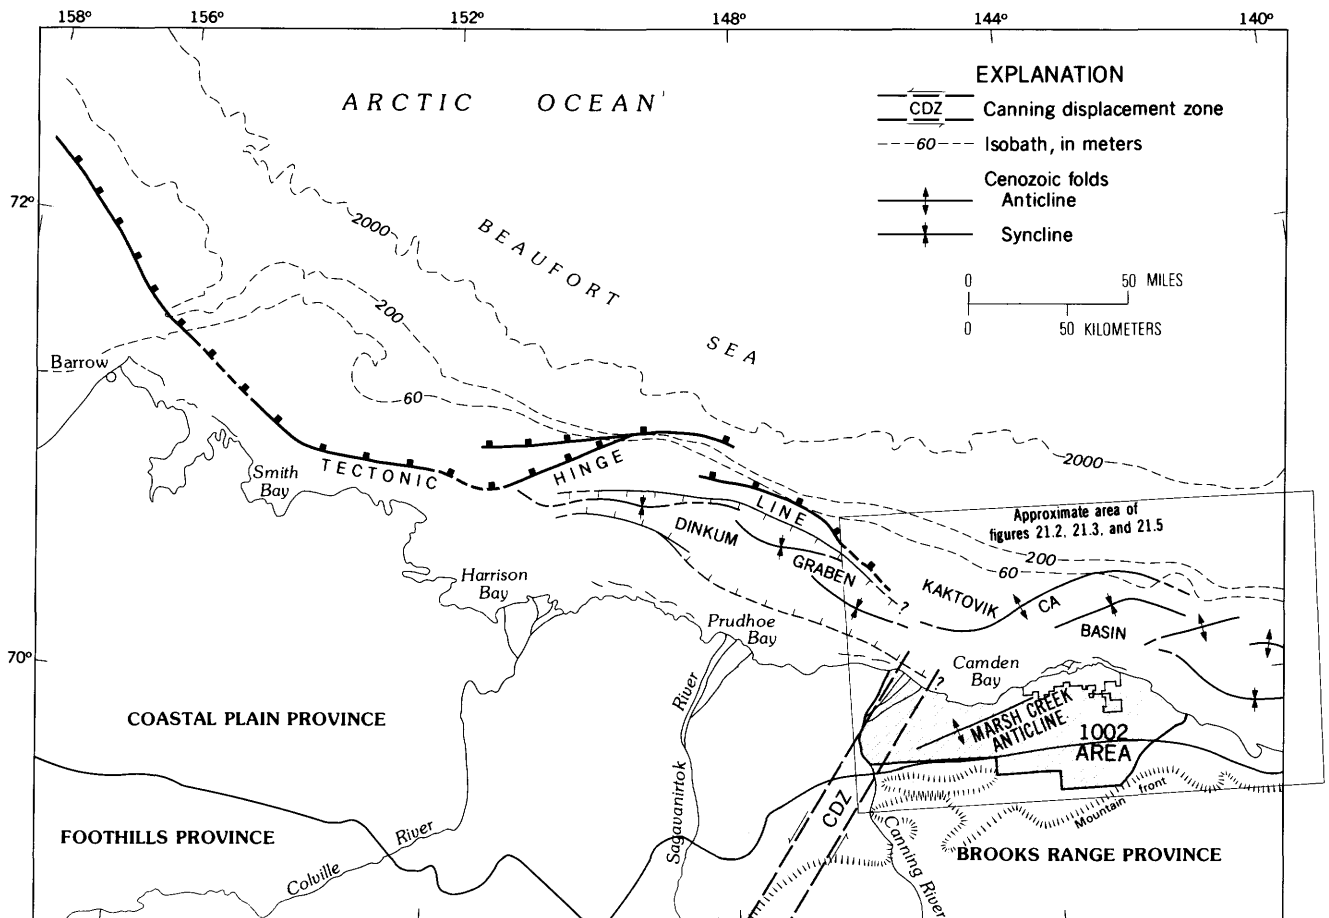 158° 156° 152° 148° 144° 140°
ARCTIC OCEAN
EXPLANATION
CDZ Canning displacement zone
60 Isobath, in meters
Cenozoic folds
Anticline
Syncline
0 50 MILES
0 50 KILOMETERS
72°
2000
BEAUFORT
SEA
200
Barrow
60
TECTONIC
HINGE
LINE
2000
Smith
Bay
Approximate area of
figures 21.2, 21.3, and 21.5
DINKUM
GRABEN
200
60
KAKTOVIK
CA
BASIN
?
Harrison
Bay
Prudhoe
Bay
70°
Camden
Bay
?
River
COASTAL PLAIN PROVINCE
MARSH CREEK
ANTICLINE
1002
AREA
Sagavanirktok
CDZ
Mountain front
FOOTHILLS PROVINCE
River
Colville
Canning River
BROOKS RANGE PROVINCE